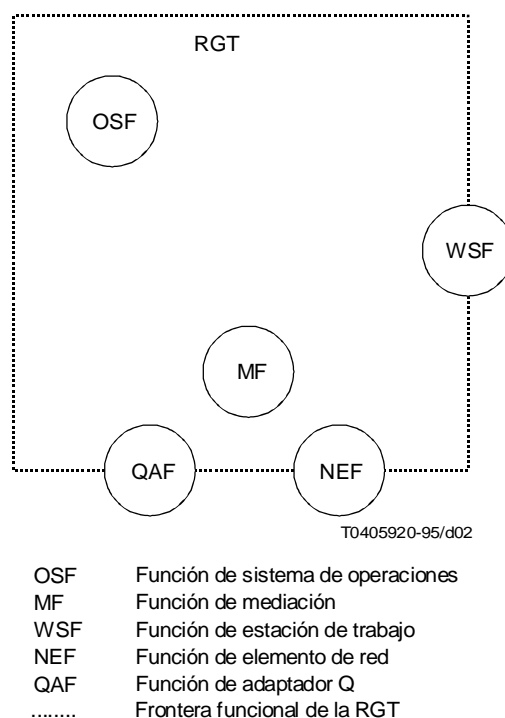 RGT
OSF
WSF
MF
QAF
NEF
T0405920-95/d02
OSF Función de sistema de operaciones
MF Función de mediación
WSF Función de estación de trabajo
NEF Función de elemento de red
QAF Función de adaptador Q
........ Frontera funcional de la RGT